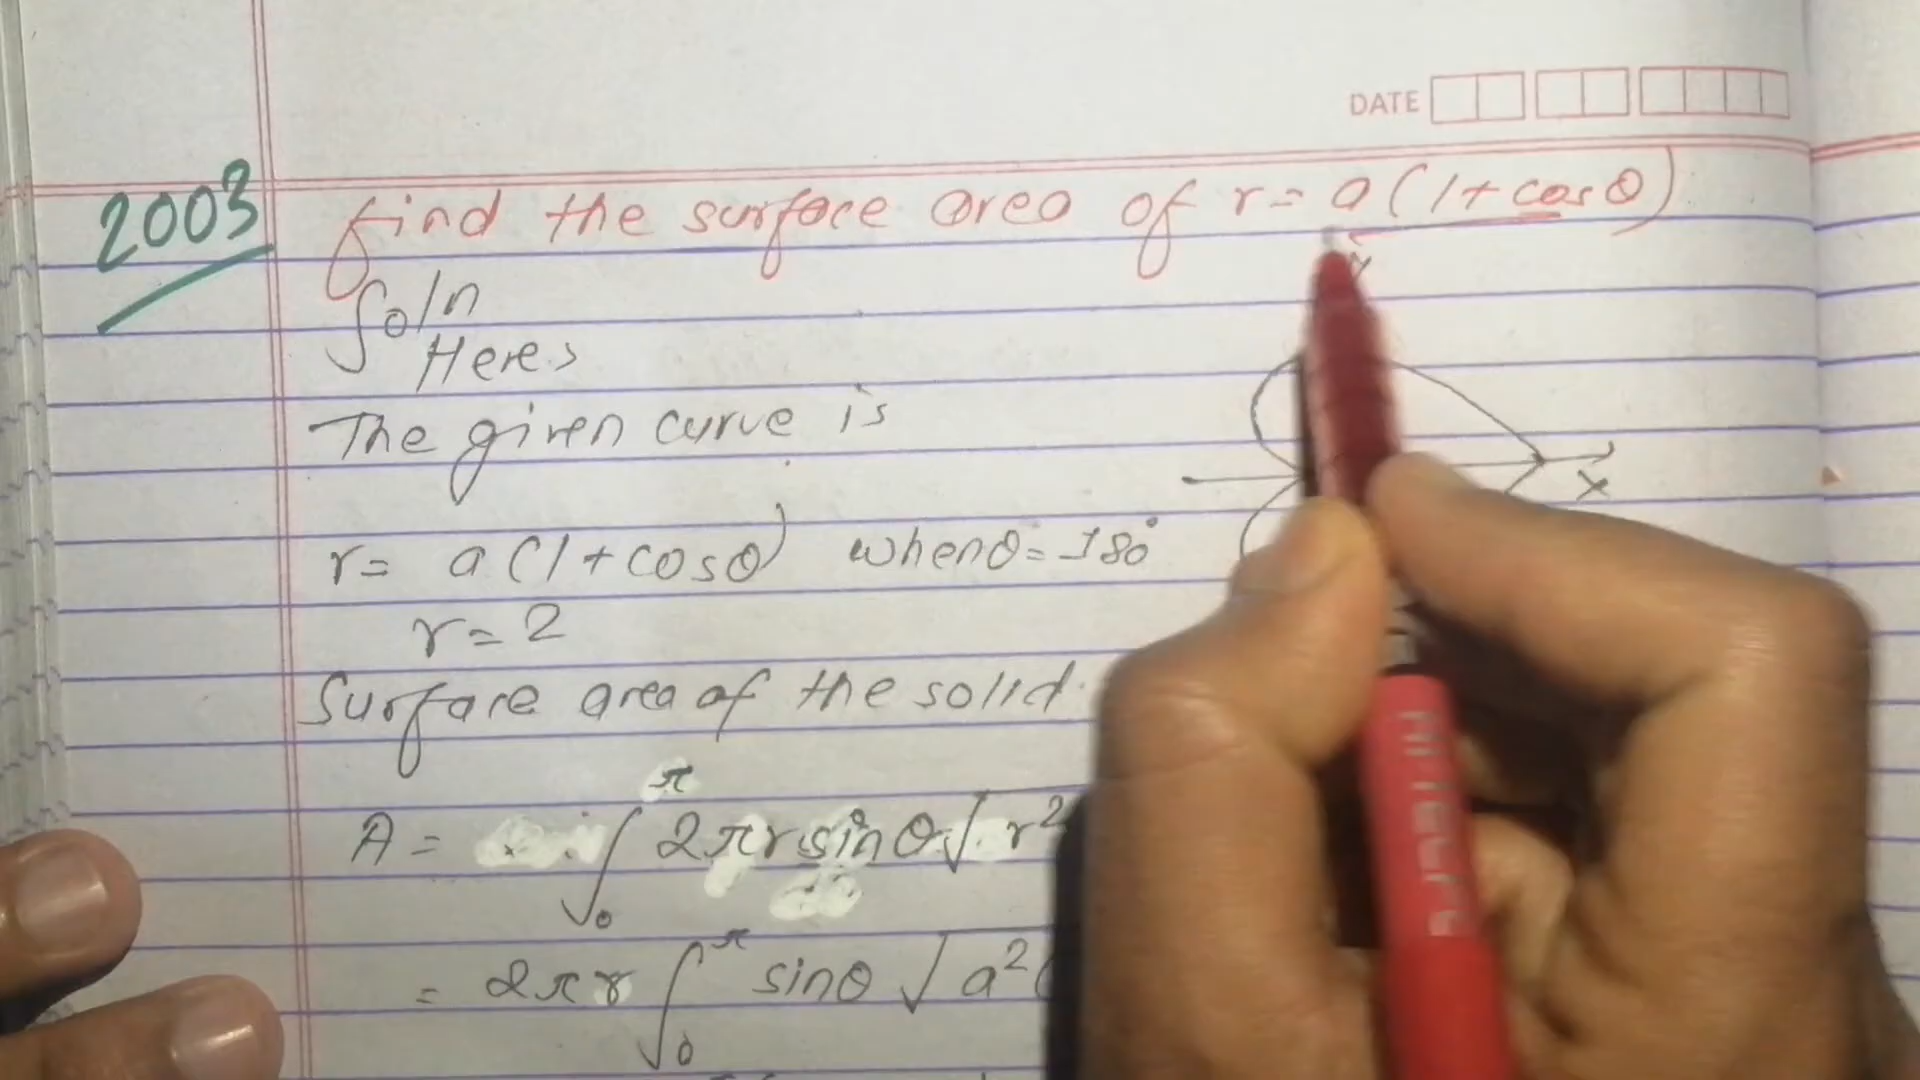 DATE
2003 find the surface area of r = a(1+cosθ)
Soln
Here,
The given curve is
r = a(1+cosθ) when θ = 180°
r = 2
Surface area of the solid
A = ∫₀^π 2πr sinθ √r²
= 2πr ∫₀^π sinθ √a²(
X